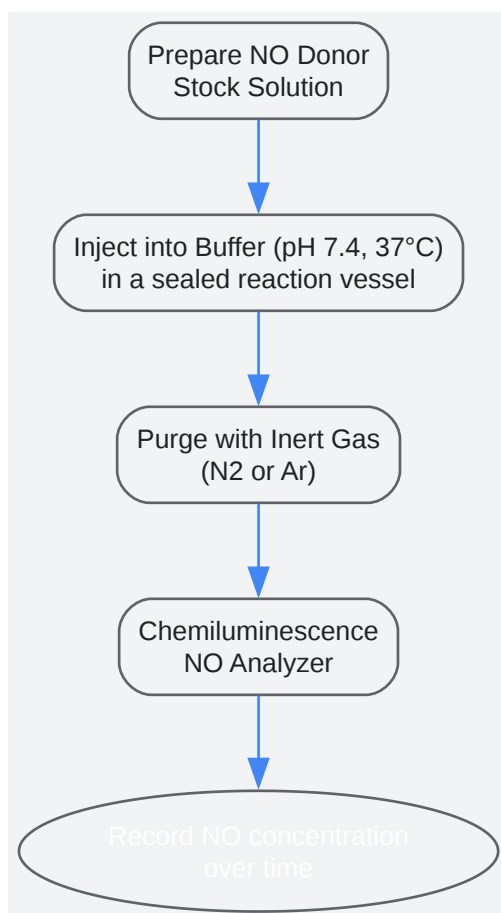 Prepare NO Donor
Stock Solution
Inject into Buffer (pH 7.4, 37°C)
in a sealed reaction vessel
Purge with Inert Gas
(N2 or Ar)
Chemiluminescence
NO Analyzer
Record NO concentration
over time